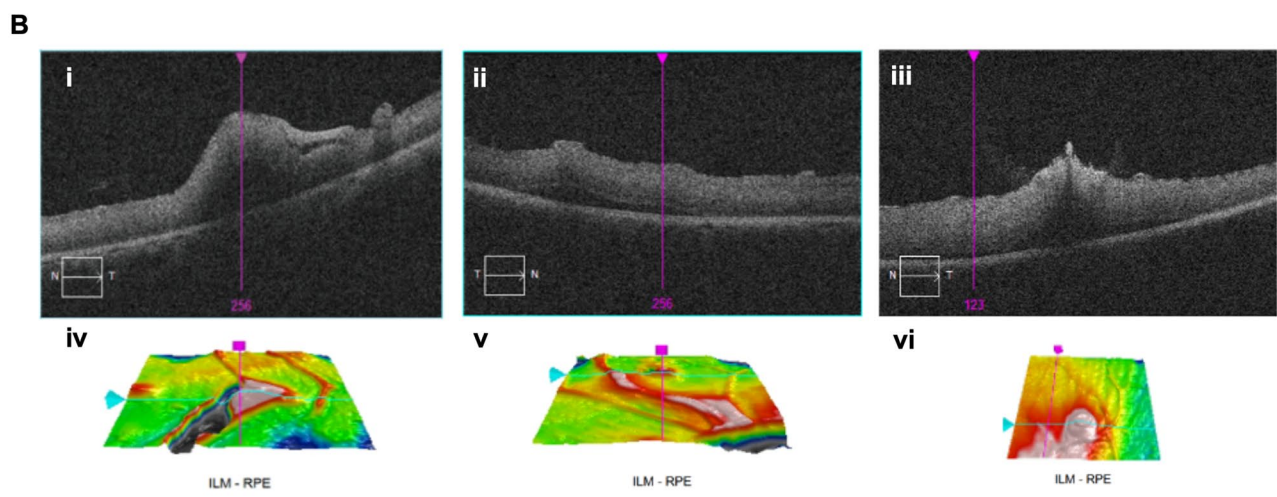 B
i
ii
iii
N T
256
T N
256
N T
123
iv
v
vi
ILM - RPE
ILM - RPE
ILM - RPE